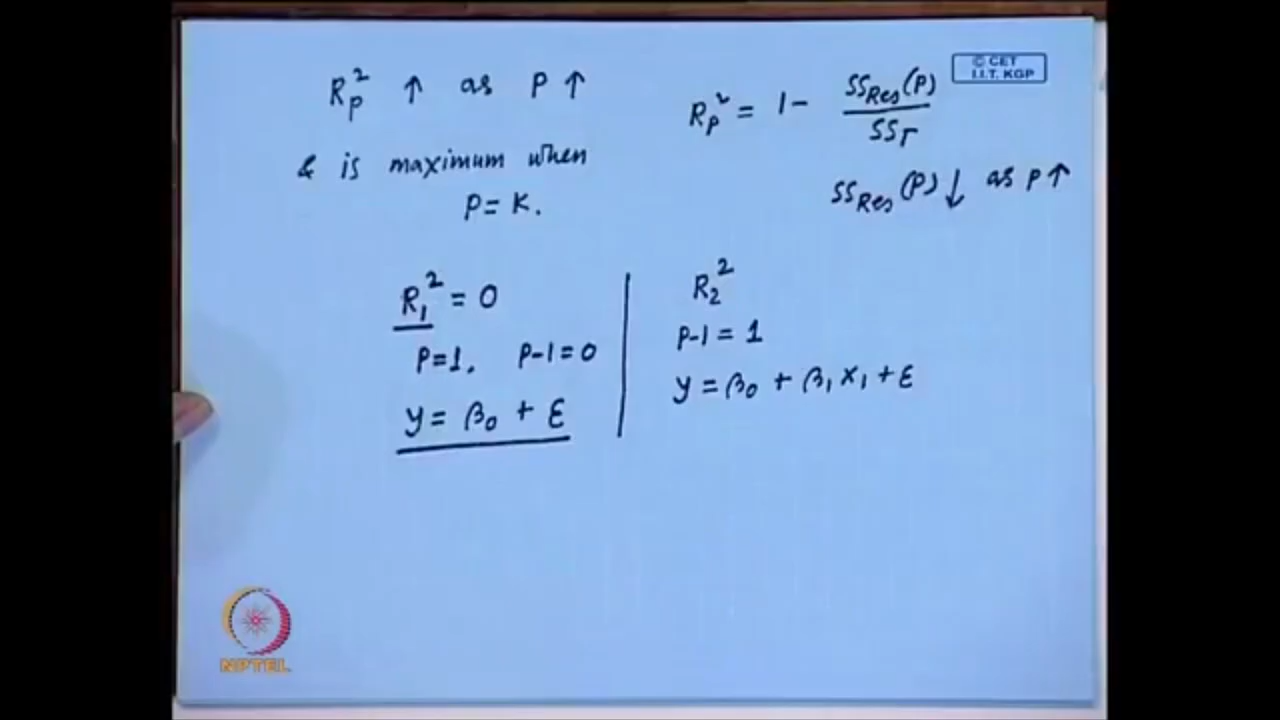 R_p^2 ↑ as p ↑
& is maximum when
p = K.
R_p^2 = 1 - SS_Res(p) / SS_T
SS_Res(p) ↓ as p ↑
© CET
I.I.T. KGP
R_1^2 = 0
p=1, p-1=0
y = β_0 + ε
R_2^2
p-1 = 1
y = β_0 + β_1 x_1 + ε
NPTEL